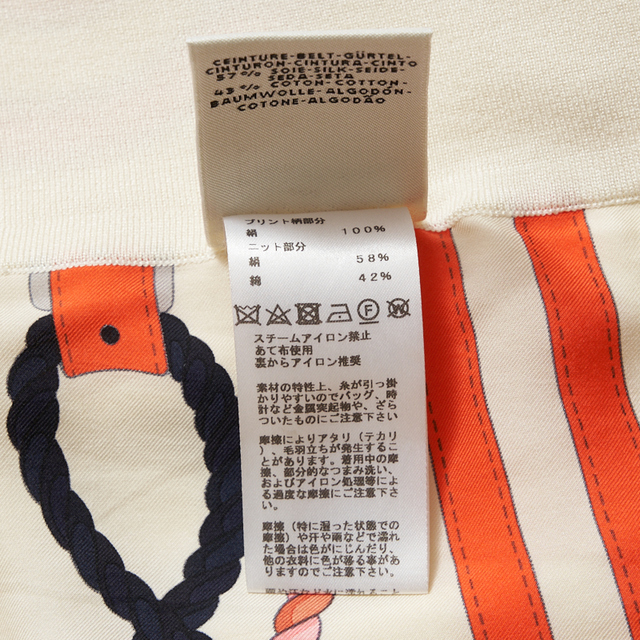 CEINTURE-BELT-GÜRTEL-
CINTURON-CINTURA-CINTO
57% SOIE-SILK-SEIDE-
SEDA-SETA
43% COTON-COTTON-
BAUMWOLLE-ALGODÓN-
COTONE-ALGODÃO
プリント柄部分
絹 100%
ニット部分
絹 58%
綿 42%
P W
スチームアイロン禁止
あて布使用
裏からアイロン推奨
素材の特性上、糸が引っ掛
かりやすいのでバッグ、時
計など金属突起物や、ざら
ついたものにご注意下さい
摩擦によりアタリ（テカリ
）、毛羽立ちが発生するこ
とがあります。着用中の摩
擦、部分的なつまみ洗い、
およびアイロン処理等によ
る過度な摩擦にご注意下さ
い。
摩擦（特に湿った状態での
摩擦）や汗や雨などで濡れ
た場合は色がにじんだり、
他の衣料に色が移る事があ
りますのでご注意下さい。